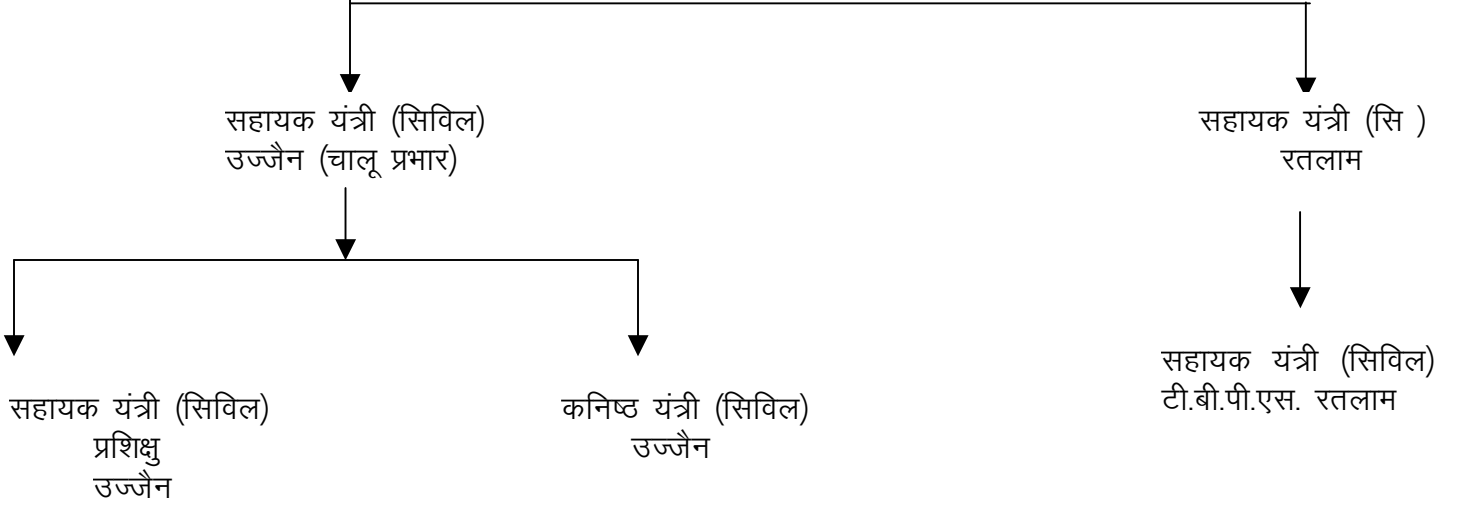 सहायक यंत्री (सिविल)
उज्जैन (चालू प्रभार)
सहायक यंत्री (सि )
रतलाम
सहायक यंत्री (सिविल)
प्रशिक्षु
उज्जैन
कनिष्ठ यंत्री (सिविल)
उज्जैन
सहायक यंत्री (सिविल)
टी.बी.पी.एस. रतलाम